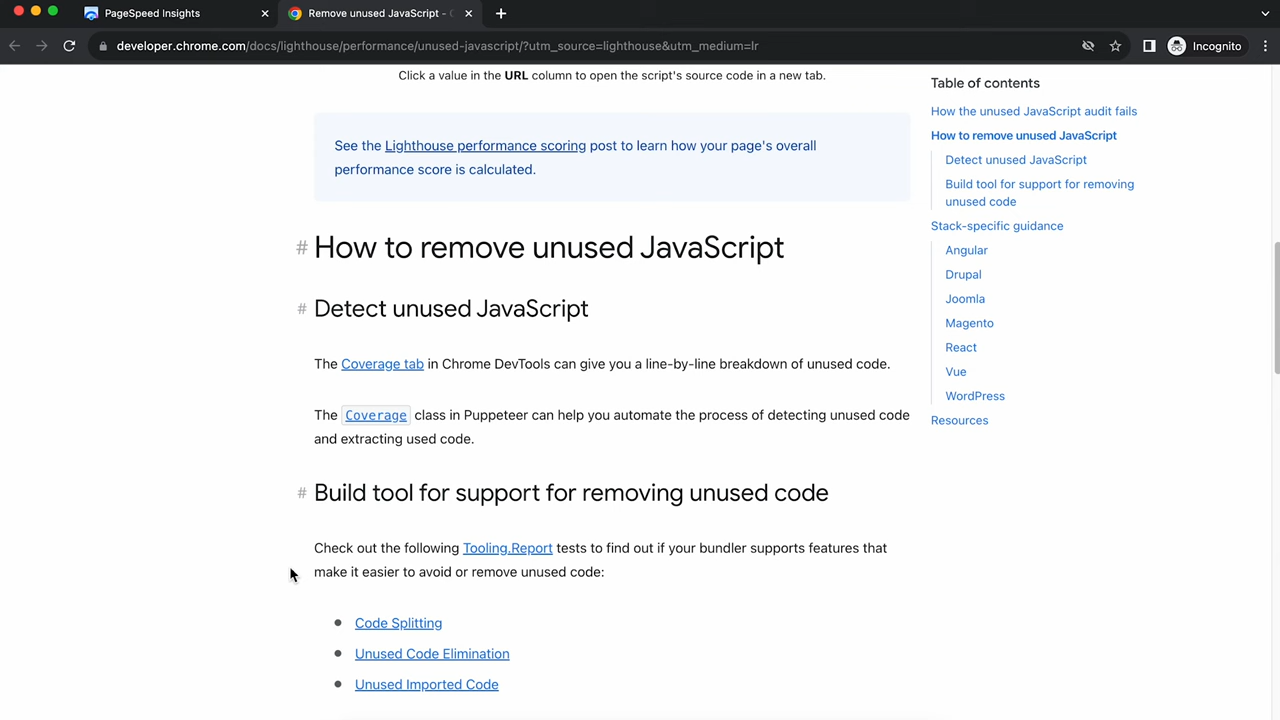 PageSpeed Insights
Remove unused JavaScript - C
developer.chrome.com/docs/lighthouse/performance/unused-javascript/?utm_source=lighthouse&utm_medium=lr
Incognito
Click a value in the URL column to open the script's source code in a new tab.
See the Lighthouse performance scoring post to learn how your page's overall
performance score is calculated.
# How to remove unused JavaScript
# Detect unused JavaScript
The Coverage tab in Chrome DevTools can give you a line-by-line breakdown of unused code.
The Coverage class in Puppeteer can help you automate the process of detecting unused code
and extracting used code.
# Build tool for support for removing unused code
Check out the following Tooling.Report tests to find out if your bundler supports features that
make it easier to avoid or remove unused code:
• Code Splitting
• Unused Code Elimination
• Unused Imported Code
Table of contents
How the unused JavaScript audit fails
How to remove unused JavaScript
Detect unused JavaScript
Build tool for support for removing
unused code
Stack-specific guidance
Angular
Drupal
Joomla
Magento
React
Vue
WordPress
Resources